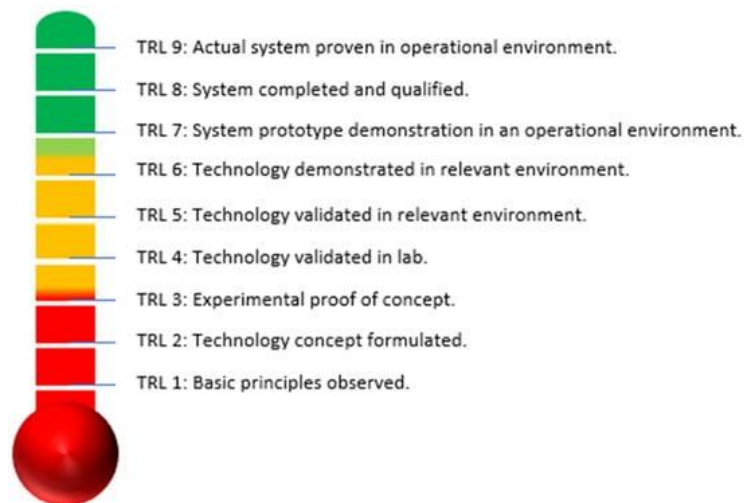 TRL 9: Actual system proven in operational environment.
TRL 8: System completed and qualified.
TRL 7: System prototype demonstration in an operational environment.
TRL 6: Technology demonstrated in relevant environment.
TRL 5: Technology validated in relevant environment.
TRL 4: Technology validated in lab.
TRL 3: Experimental proof of concept.
TRL 2: Technology concept formulated.
TRL 1: Basic principles observed.